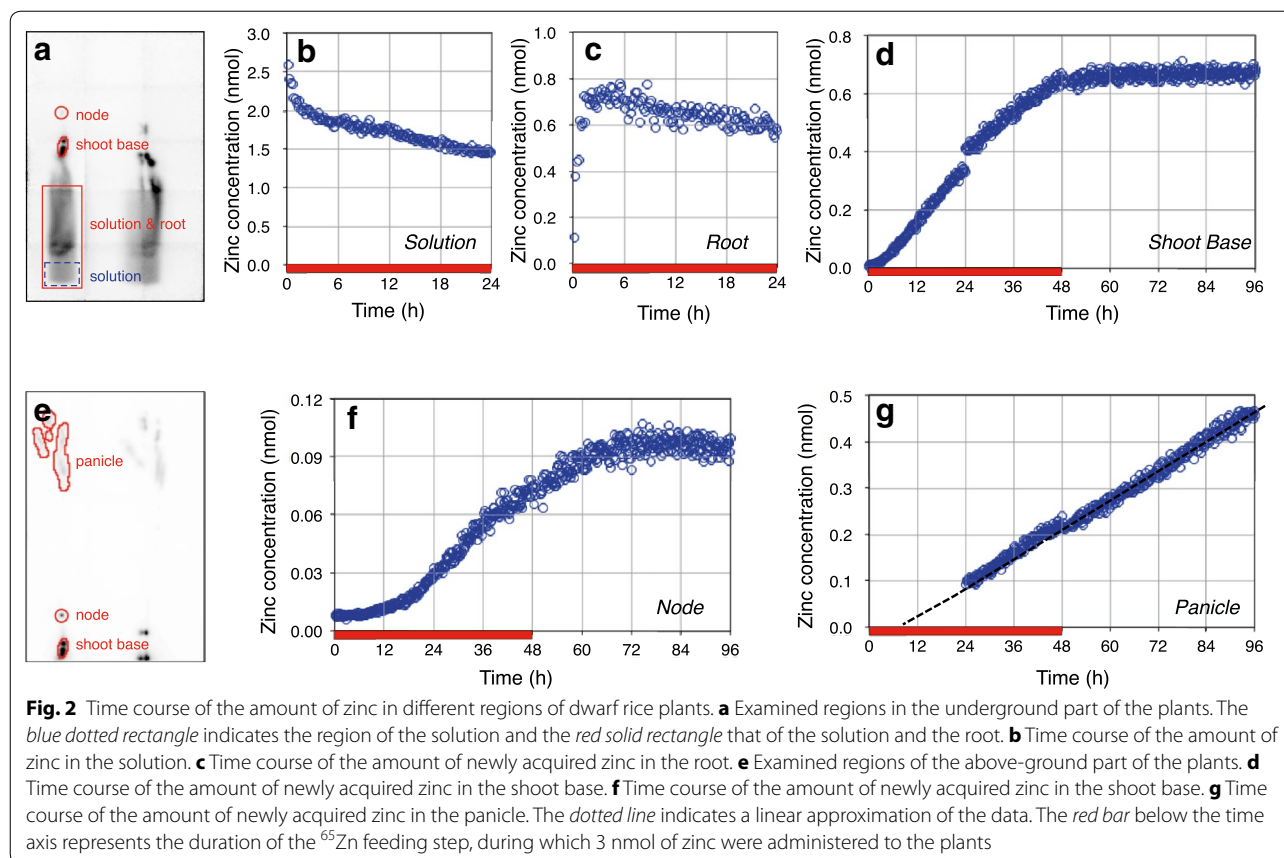 a
node
shoot base
solution & root
solution
b
Zinc concentration (nmol)
3.0
2.5
2.0
1.5
1.0
0.5
0.0
Solution
0 6 12 18 24
Time (h)
c
Zinc concentration (nmol)
1.0
0.8
0.6
0.4
0.2
0.0
Root
0 6 12 18 24
Time (h)
d
Zinc concentration (nmol)
1.0
0.8
0.6
0.4
0.2
0.0
Shoot Base
0 12 24 36 48 60 72 84 96
Time (h)
e
panicle
node
shoot base
f
Zinc concentration (nmol)
0.12
0.09
0.06
0.03
0.00
Node
0 12 24 36 48 60 72 84 96
Time (h)
g
Zinc concentration (nmol)
0.5
0.4
0.3
0.2
0.1
0.0
Panicle
0 12 24 36 48 60 72 84 96
Time (h)
Fig. 2 Time course of the amount of zinc in different regions of dwarf rice plants. a Examined regions in the underground part of the plants. The
blue dotted rectangle indicates the region of the solution and the red solid rectangle that of the solution and the root. b Time course of the amount of
zinc in the solution. c Time course of the amount of newly acquired zinc in the root. e Examined regions of the above-ground part of the plants. d
Time course of the amount of newly acquired zinc in the shoot base. f Time course of the amount of newly acquired zinc in the shoot base. g Time
course of the amount of newly acquired zinc in the panicle. The dotted line indicates a linear approximation of the data. The red bar below the time
axis represents the duration of the ⁶⁵Zn feeding step, during which 3 nmol of zinc were administered to the plants